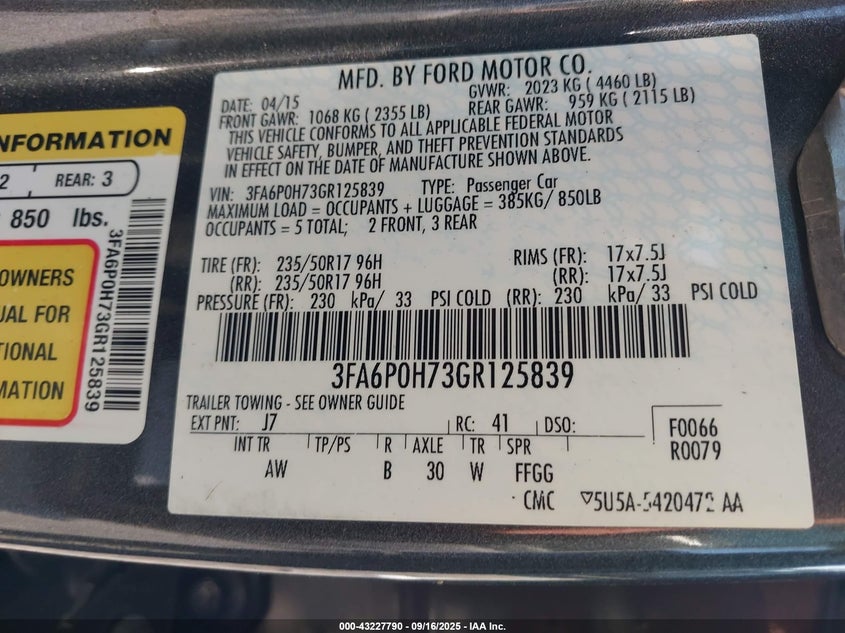 MFD. BY FORD MOTOR CO.
DATE: 04/15 GVWR: 2023 KG ( 4460 LB)
FRONT GAWR: 1068 KG ( 2355 LB) REAR GAWR: 959 KG ( 2115 LB)
THIS VEHICLE CONFORMS TO ALL APPLICABLE FEDERAL MOTOR
VEHICLE SAFETY, BUMPER, AND THEFT PREVENTION STANDARDS
IN EFFECT ON THE DATE OF MANUFACTURE SHOWN ABOVE.
VIN: 3FA6P0H73GR125839 TYPE: Passenger Car
MAXIMUM LOAD = OCCUPANTS + LUGGAGE = 385KG/ 850LB
OCCUPANTS = 5 TOTAL; 2 FRONT, 3 REAR
TIRE (FR): 235/50R17 96H RIMS (FR): 17x7.5J
(RR): 235/50R17 96H (RR): 17x7.5J
PRESSURE (FR): 230 kPa/ 33 PSI COLD (RR): 230 kPa/ 33 PSI COLD
3FA6P0H73GR125839
TRAILER TOWING - SEE OWNER GUIDE
EXT PNT: J7 RC: 41 DSO:
F0066
R0079
INT TR TP/PS R AXLE TR SPR
AW B 30 W FFGG
CMC ▽5U5A-5420472 AA
NFORMATION
2 REAR: 3
850 lbs.
OWNERS
UAL FOR
TIONAL
3FA6P0H73GR125839
000-43227790 - 09/16/2025 - IAA Inc.